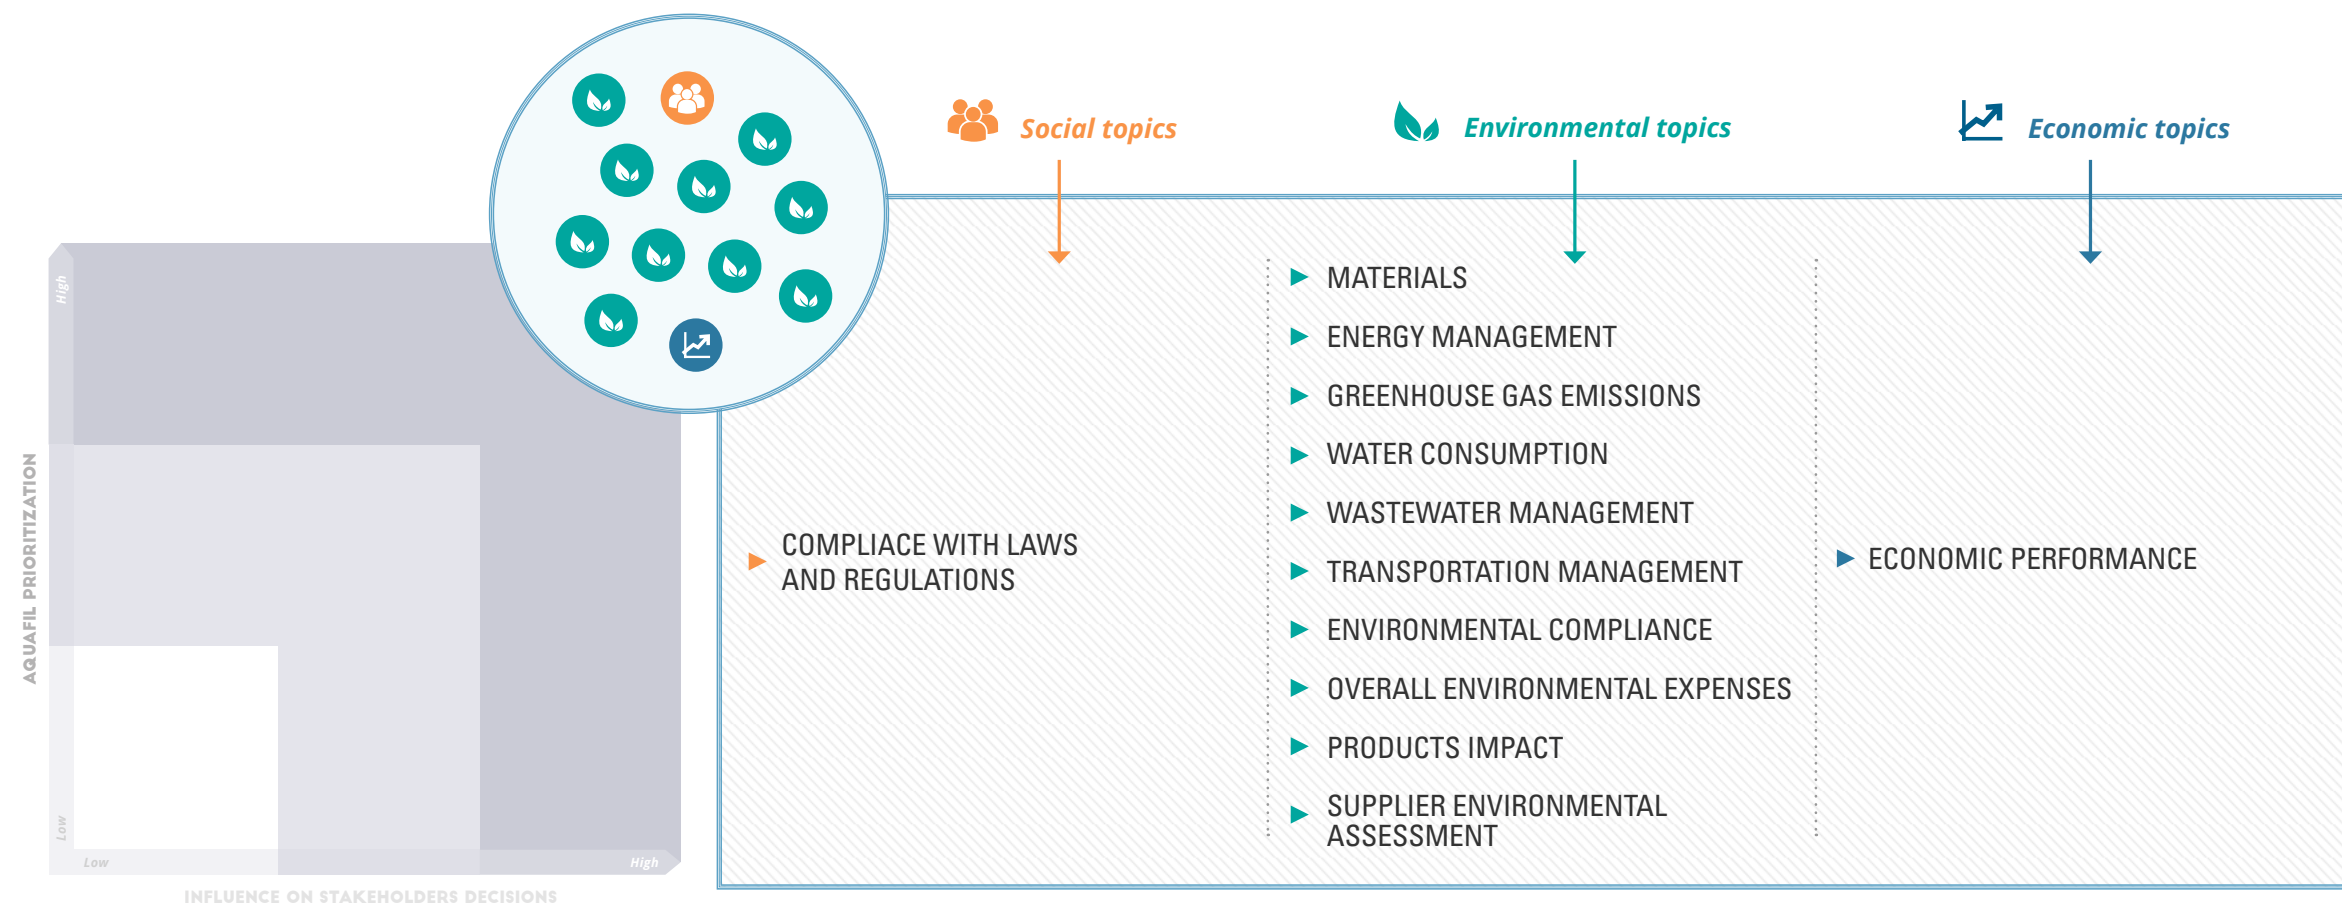 Social topics
Environmental topics
Economic topics
High
AQUAFIL PRIORITIZATION
Low
Low
High
INFLUENCE ON STAKEHOLDERS DECISIONS
COMPLIACE WITH LAWS
AND REGULATIONS
MATERIALS
ENERGY MANAGEMENT
GREENHOUSE GAS EMISSIONS
WATER CONSUMPTION
WASTEWATER MANAGEMENT
TRANSPORTATION MANAGEMENT
ENVIRONMENTAL COMPLIANCE
OVERALL ENVIRONMENTAL EXPENSES
PRODUCTS IMPACT
SUPPLIER ENVIRONMENTAL
ASSESSMENT
ECONOMIC PERFORMANCE